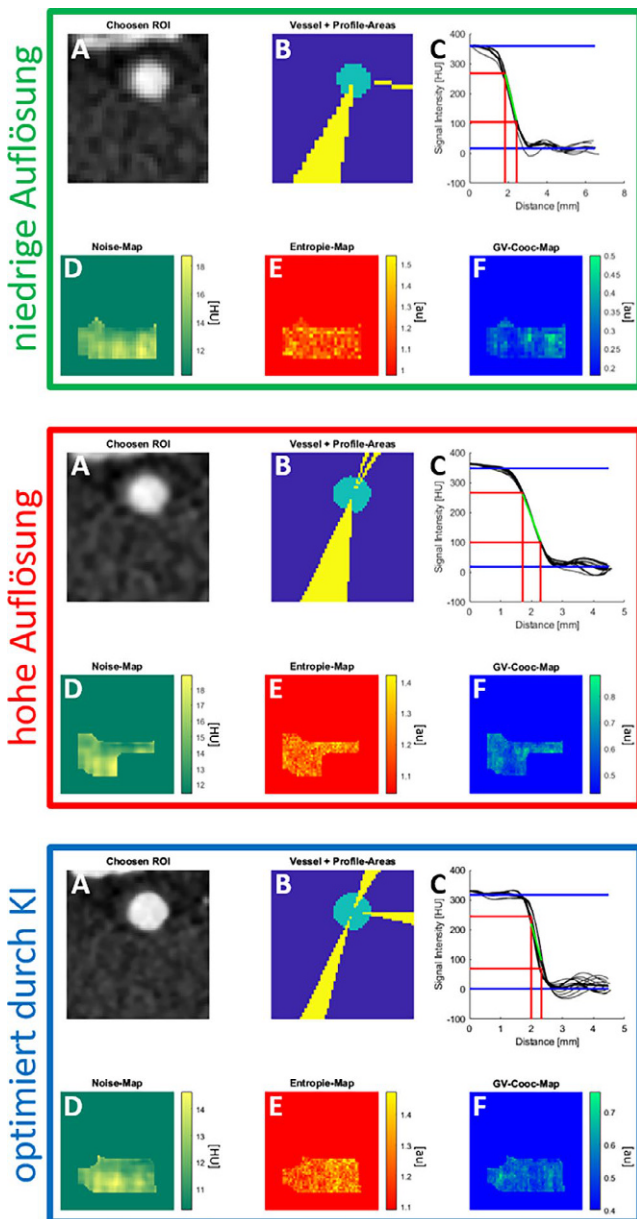 niedrige Auflösung
Choosen ROI
A
Vessel + Profile-Areas
B
C
Signal Intensity [HU]
400
300
200
100
0
-100
0 2 4 6 8
Distance [mm]
Noise-Map
D
18
16
14
12
[HU]
Entropie-Map
E
1.5
1.4
1.3
1.2
1.1
1
[au]
GV-Cooc-Map
F
0.5
0.45
0.4
0.35
0.3
0.25
0.2
[au]
hohe Auflösung
Choosen ROI
A
Vessel + Profile-Areas
B
C
Signal Intensity [HU]
400
300
200
100
0
-100
0 1 2 3 4 5
Distance [mm]
Noise-Map
D
18
17
16
15
14
13
12
[HU]
Entropie-Map
E
1.4
1.3
1.2
1.1
[au]
GV-Cooc-Map
F
0.8
0.7
0.6
0.5
[au]
optimiert durch KI
Choosen ROI
A
Vessel + Profile-Areas
B
C
Signal Intensity [HU]
400
300
200
100
0
-100
0 1 2 3 4 5
Distance [mm]
Noise-Map
D
14
13
12
11
[HU]
Entropie-Map
E
1.4
1.3
1.2
1.1
[au]
GV-Cooc-Map
F
0.7
0.6
0.5
0.4
[au]